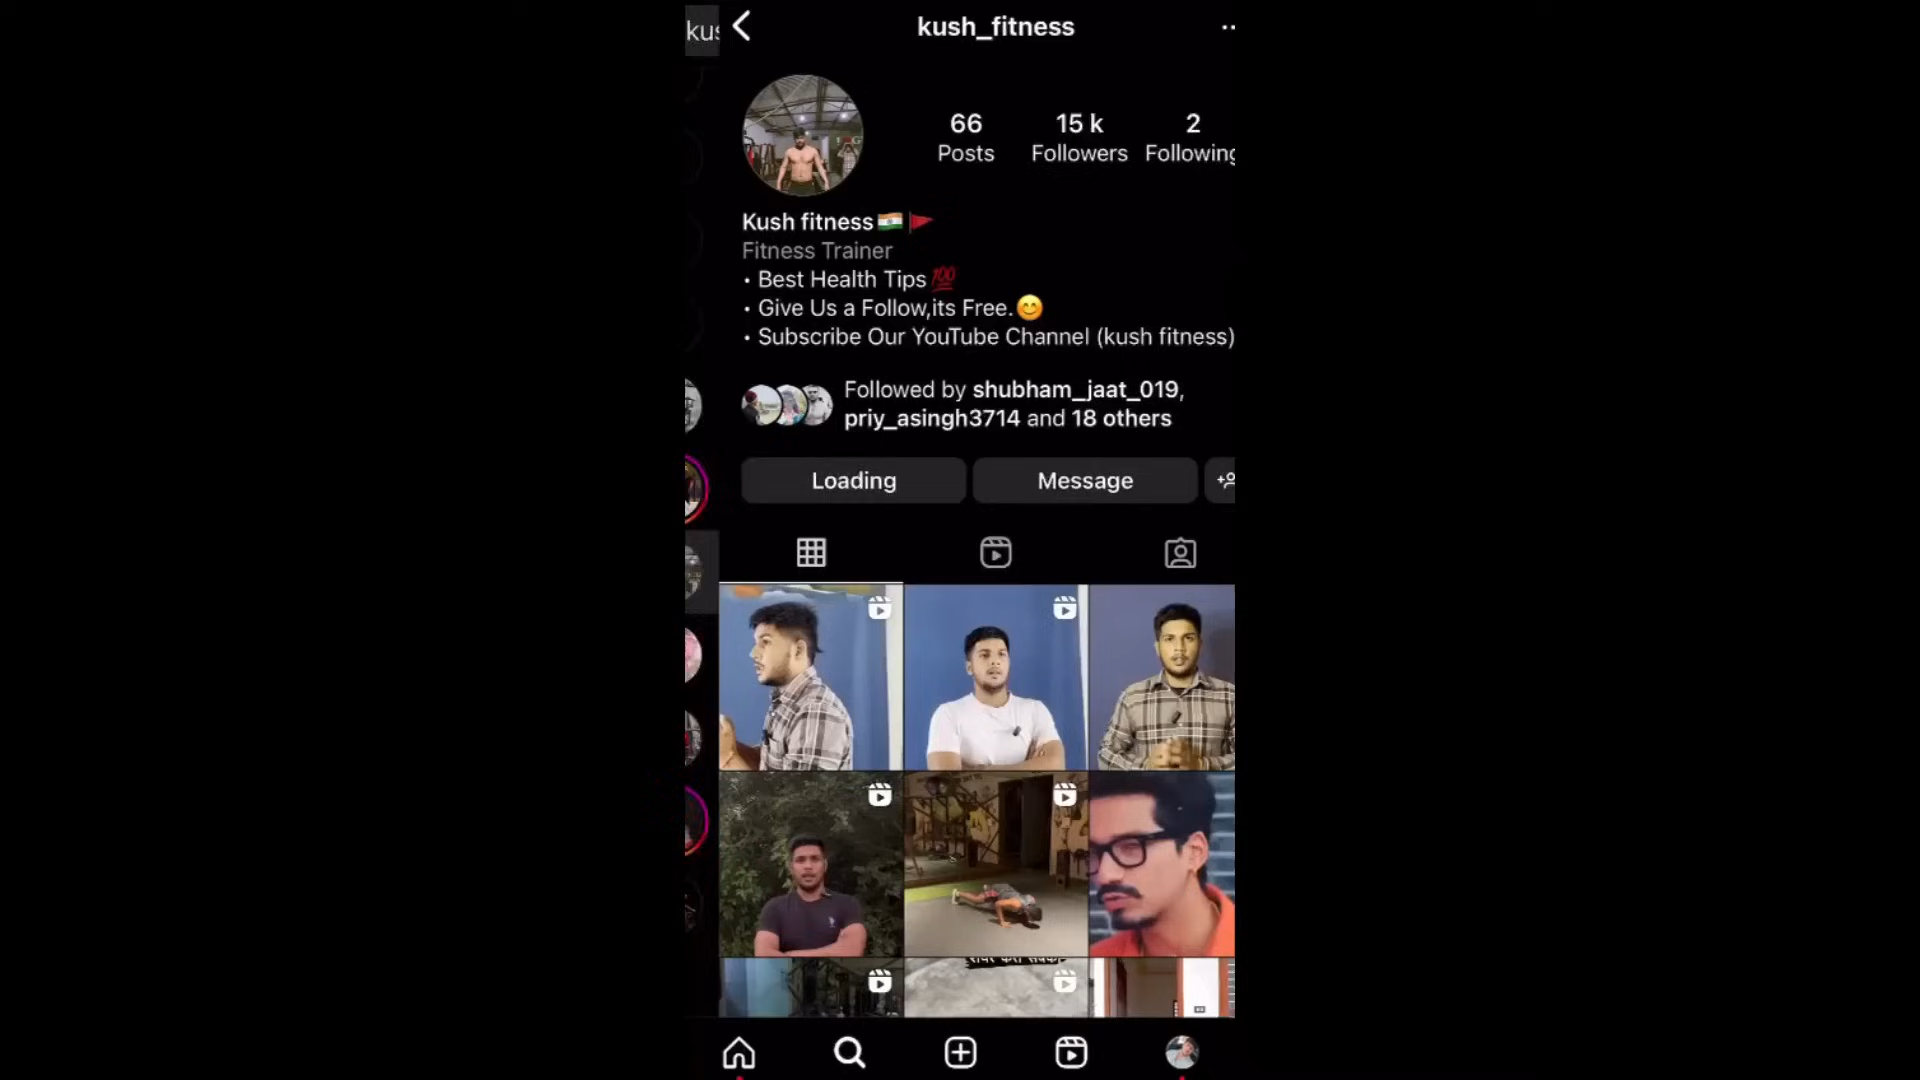 kus
kush_fitness
66
Posts
15 k
Followers
2
Following
Kush fitness🇮🇳🚩
Fitness Trainer
• Best Health Tips💯
• Give Us a Follow,its Free.😊
• Subscribe Our YouTube Channel (kush fitness)
Followed by shubham_jaat_019,
priy_asingh3714 and 18 others
Loading
Message